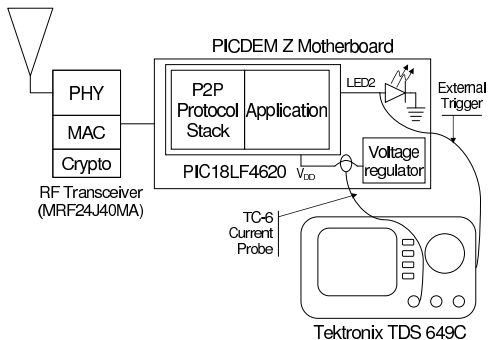 PICDEM Z Motherboard
PHY
MAC
Crypto
RF Transceiver
(MRF24J40MA)
P2P
Protocol
Stack
Application
PIC18LF4620
LED2
VDD
Voltage
regulator
External
Trigger
TC-6
Current
Probe
Tektronix TDS 649C